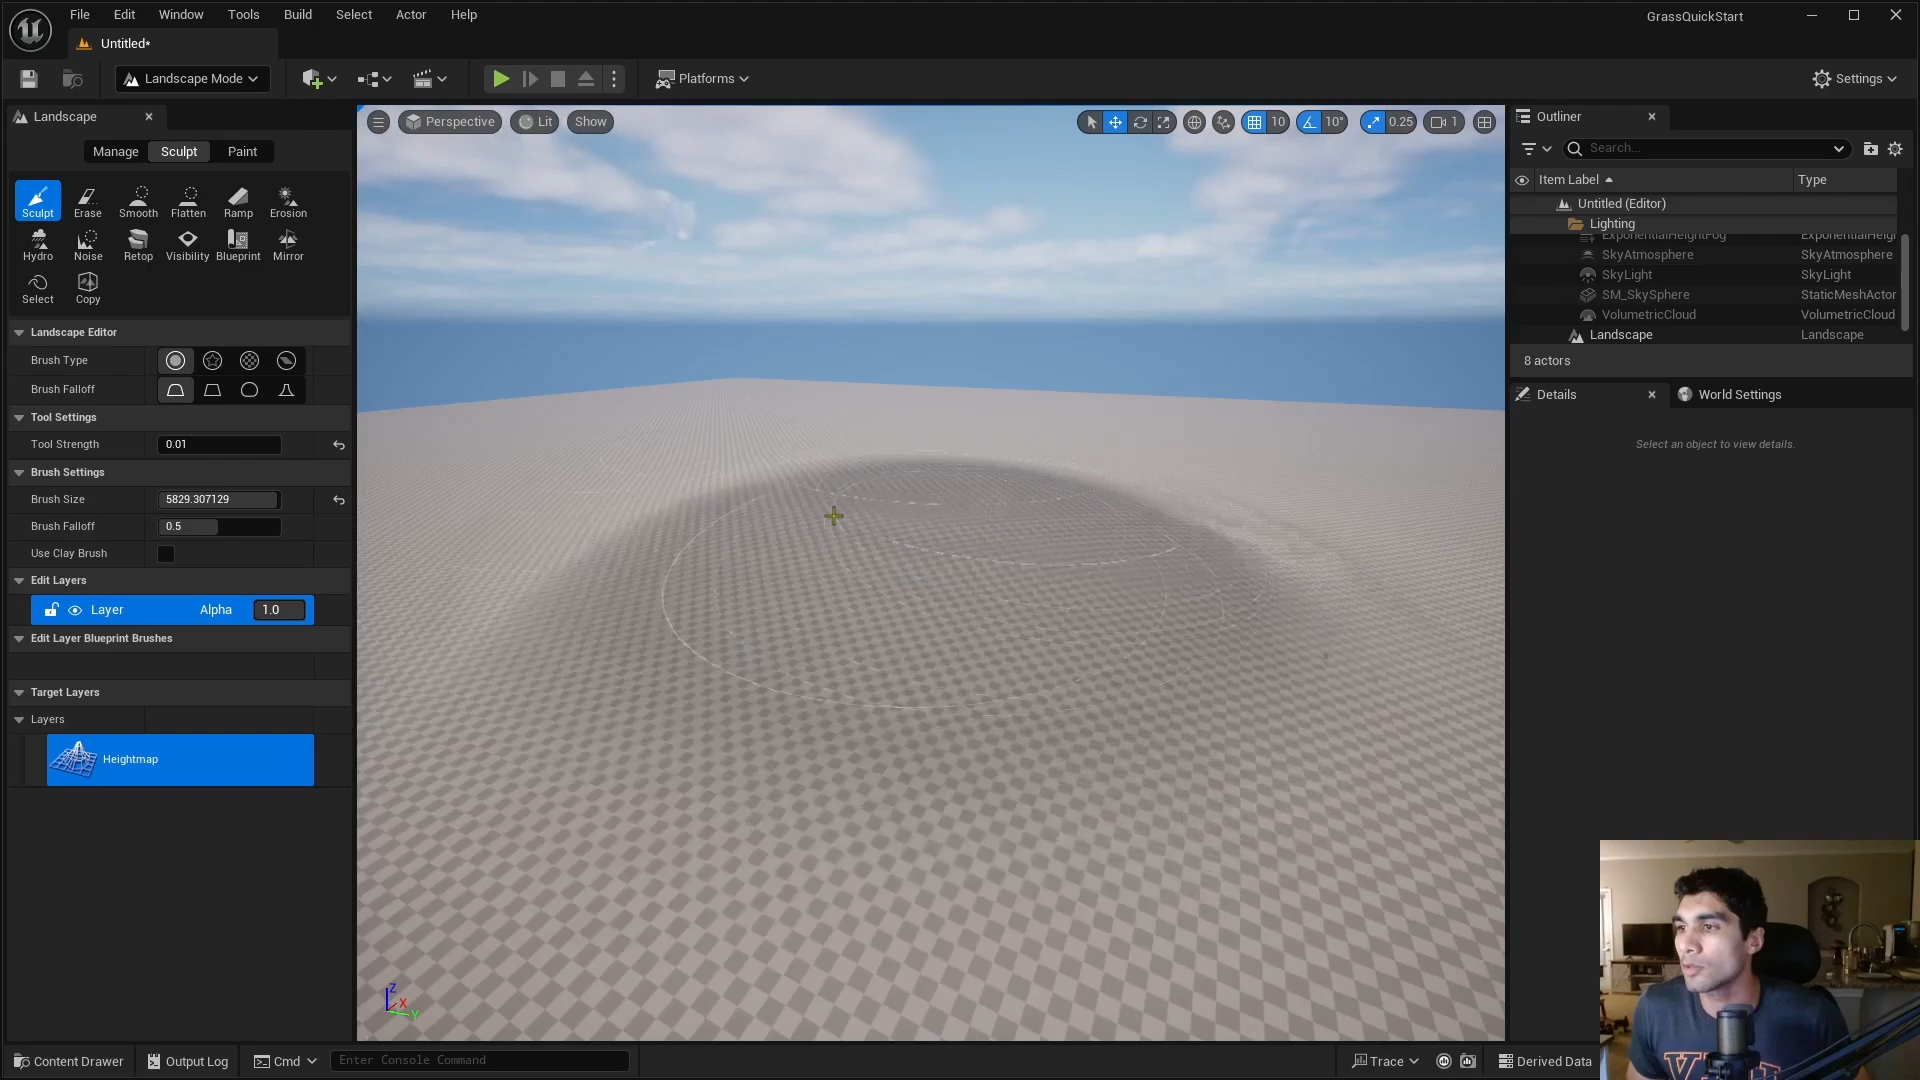 File Edit Window Tools Build Select Actor Help
GrassQuickStart
Untitled*
Landscape Mode
Platforms
Settings
Landscape
Manage Sculpt Paint
Sculpt Erase Smooth Flatten Ramp Erosion
Hydro Noise Retop Visibility Blueprint Mirror
Select Copy
Landscape Editor
Brush Type
Brush Falloff
Tool Settings
Tool Strength 0.01
Brush Settings
Brush Size 5829.307129
Brush Falloff 0.5
Use Clay Brush
Edit Layers
Layer Alpha 1.0
Edit Layer Blueprint Brushes
Target Layers
Layers
Heightmap
Perspective Lit Show
10 10° 0.25 1
Z
X
Y
Outliner
Search...
Item Label Type
Untitled (Editor)
Lighting
ExponentialHeightFog ExponentialHeigl
SkyAtmosphere SkyAtmosphere
SkyLight SkyLight
SM_SkySphere StaticMeshActor
VolumetricCloud VolumetricCloud
Landscape Landscape
8 actors
Details World Settings
Select an object to view details.
Content Drawer Output Log Cmd Enter Console Command
Trace Derived Data